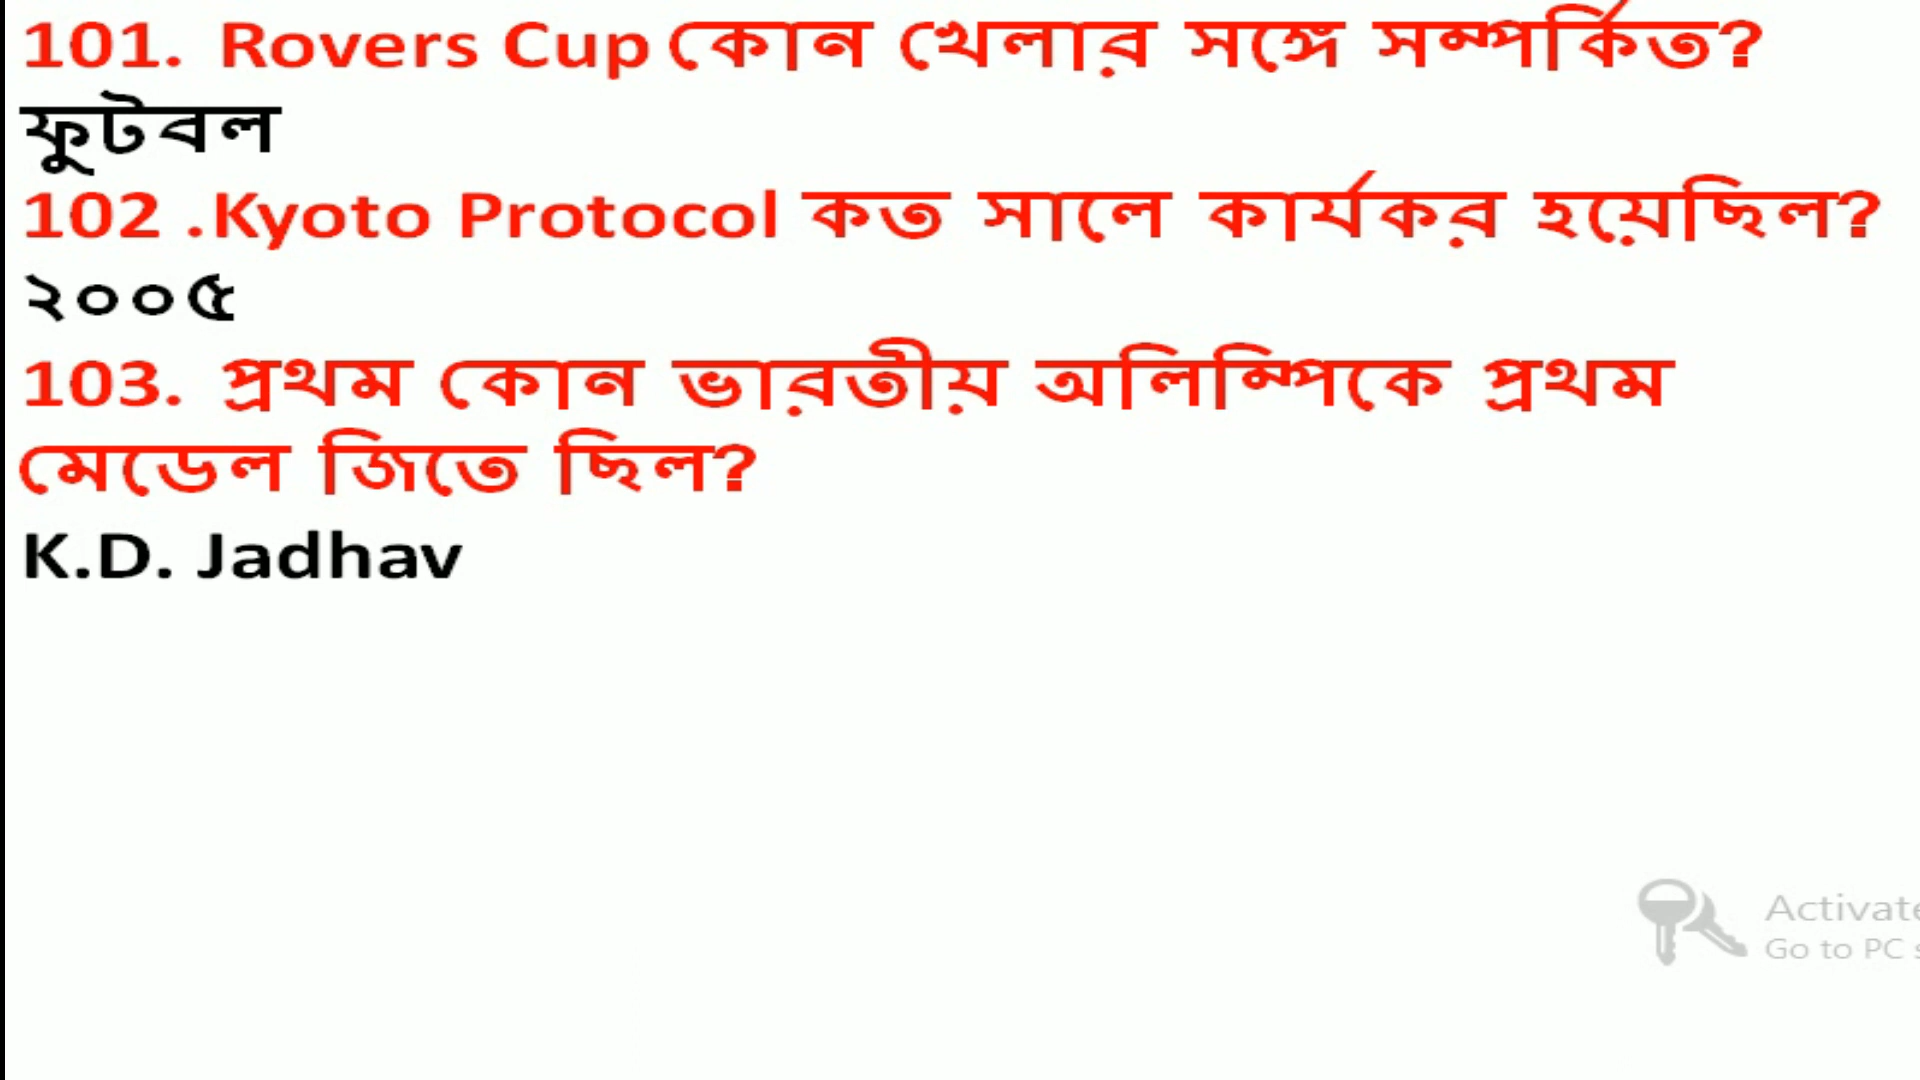 101. Rovers Cup কোন খেলার সঙ্গে সম্পর্কিত?
ফুটবল
102 .Kyoto Protocol কত সালে কার্যকর হয়েছিল?
২০০৫
103. প্রথম কোন ভারতীয় অলিম্পিকে প্রথম
মেডেল জিতে ছিল?
K.D. Jadhav
Activate
Go to PC s